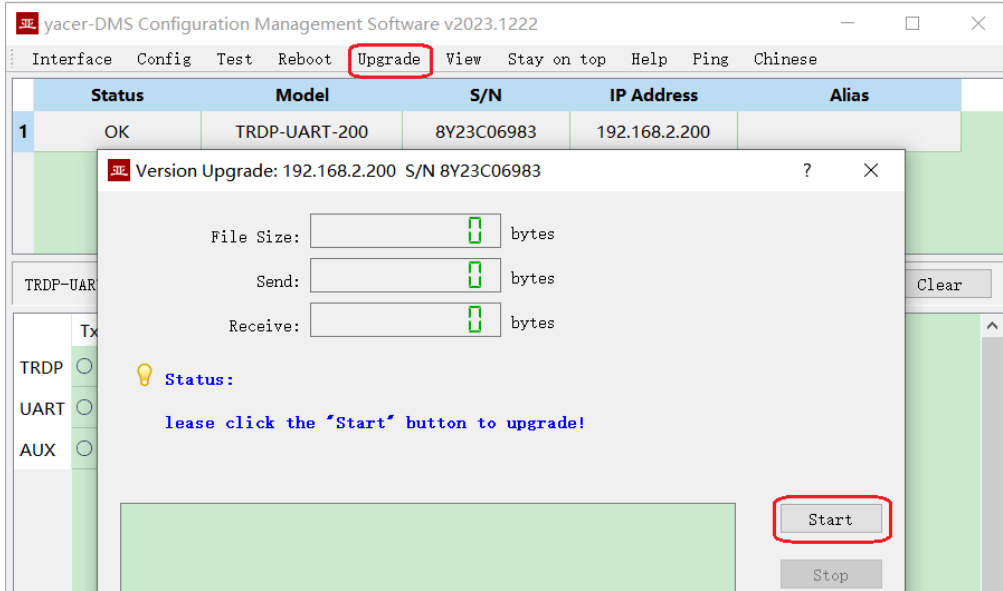 亚 yacer-DMS Configuration Management Software v2023.1222
Interface Config Test Reboot Upgrade View Stay on top Help Ping Chinese
Status Model S/N IP Address Alias
1 OK TRDP-UART-200 8Y23C06983 192.168.2.200
亚 Version Upgrade: 192.168.2.200 S/N 8Y23C06983 ?
File Size: 0 bytes
Send: 0 bytes
TRDP-UAR Clear
Receive: 0 bytes
Tx
TRDP
Status:
UART
lease click the "Start" button to upgrade!
AUX
Start
Stop